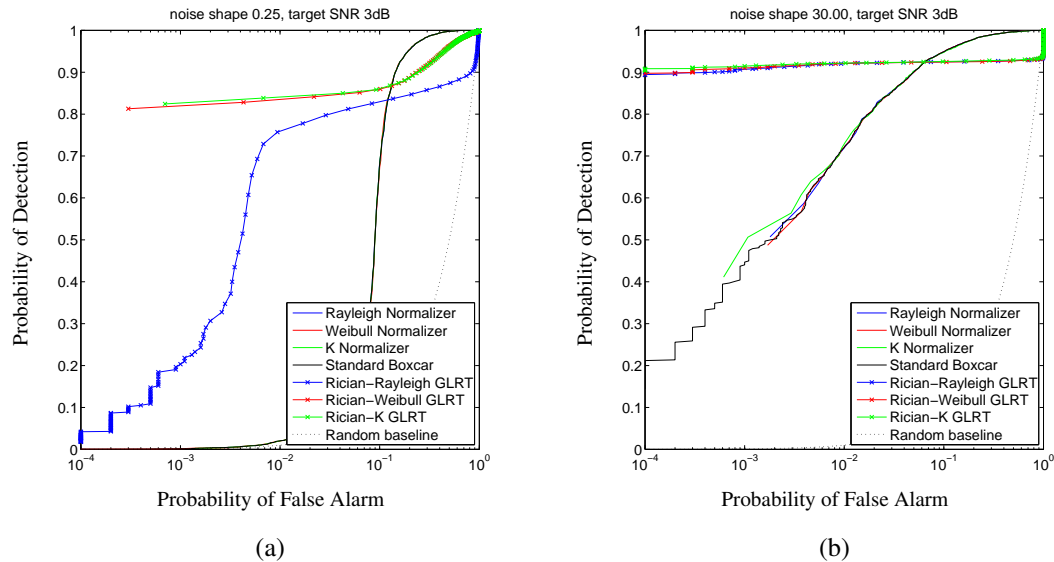 noise shape 0.25, target SNR 3dB
1
0.9
0.8
0.7
0.6
0.5
0.4
0.3
0.2
0.1
0
Probability of Detection
Rayleigh Normalizer
Weibull Normalizer
K Normalizer
Standard Boxcar
Rician−Rayleigh GLRT
Rician−Weibull GLRT
Rician−K GLRT
Random baseline
10⁻⁴ 10⁻³ 10⁻² 10⁻¹ 10⁰
Probability of False Alarm
(a)
noise shape 30.00, target SNR 3dB
1
0.9
0.8
0.7
0.6
0.5
0.4
0.3
0.2
0.1
0
Probability of Detection
Rayleigh Normalizer
Weibull Normalizer
K Normalizer
Standard Boxcar
Rician−Rayleigh GLRT
Rician−Weibull GLRT
Rician−K GLRT
Random baseline
10⁻⁴ 10⁻³ 10⁻² 10⁻¹ 10⁰
Probability of False Alarm
(b)